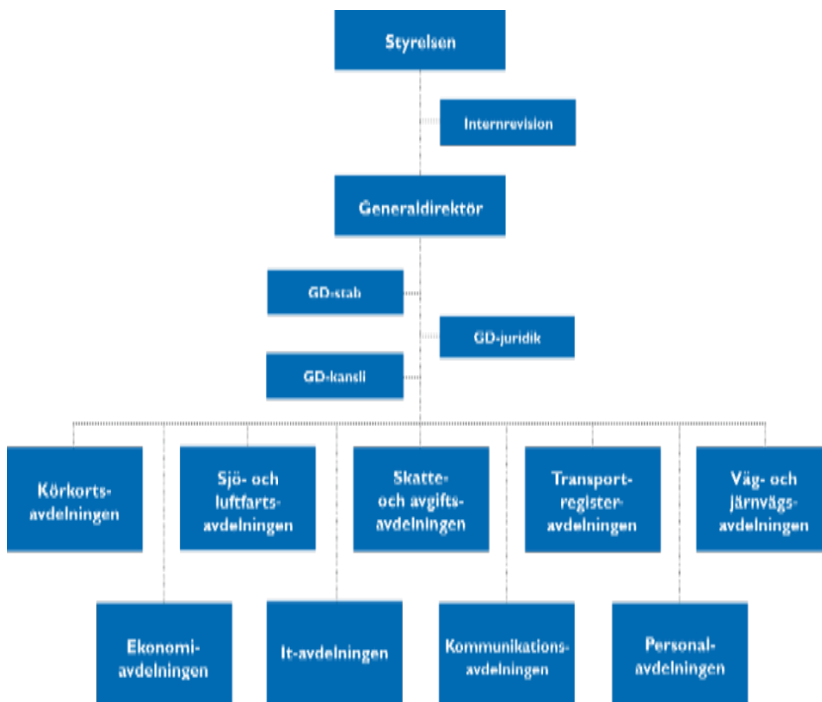 Styrelsen
Internrevision
Generaldirektör
GD-stab
GD-juridik
GD-kansli
Körkorts-
avdelningen
Sjö- och
luftfarts-
avdelningen
Skatte-
och avgifts-
avdelningen
Transport-
register-
avdelningen
Väg- och
järnvägs-
avdelningen
Ekonomi-
avdelningen
It-avdelningen
Kommunikations-
avdelningen
Personal-
avdelningen